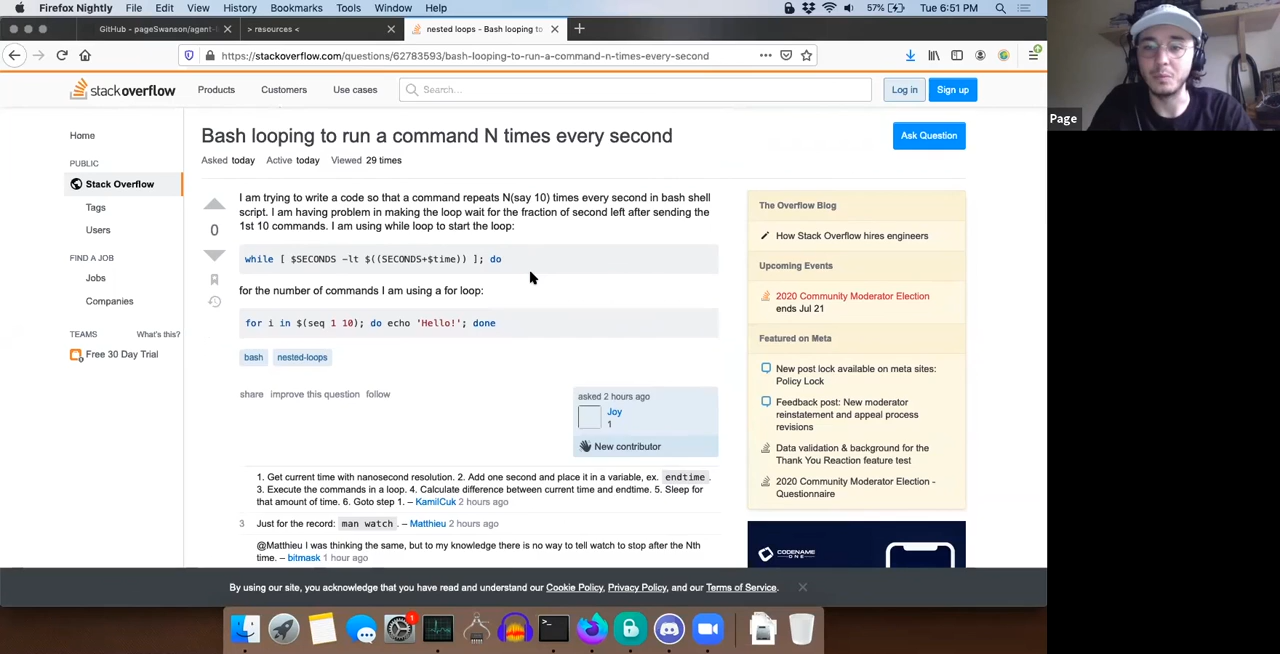 Firefox Nightly File Edit View History Bookmarks Tools Window Help 57% Tue 6:51 PM
GitHub - pageSwanson/agent- > resources < nested loops - Bash looping to
https://stackoverflow.com/questions/62783593/bash-looping-to-run-a-command-n-times-every-second
stackoverflow Products Customers Use cases Search... Log in Sign up
Home
PUBLIC
Stack Overflow
Tags
Users
FIND A JOB
Jobs
Companies
TEAMS What's this?
Free 30 Day Trial
Bash looping to run a command N times every second
Ask Question
Asked today Active today Viewed 29 times
0
I am trying to write a code so that a command repeats N(say 10) times every second in bash shell
script. I am having problem in making the loop wait for the fraction of second left after sending the
1st 10 commands. I am using while loop to start the loop:
while [ $SECONDS -lt $((SECONDS+$time)) ]; do
for the number of commands I am using a for loop:
for i in $(seq 1 10); do echo 'Hello!'; done
bash nested-loops
share improve this question follow
asked 2 hours ago
Joy
1
New contributor
1. Get current time with nanosecond resolution. 2. Add one second and place it in a variable, ex. endtime.
3. Execute the commands in a loop. 4. Calculate difference between current time and endtime. 5. Sleep for
that amount of time. 6. Goto step 1. – KamilCuk 2 hours ago
3 Just for the record: man watch. – Matthieu 2 hours ago
@Matthieu I was thinking the same, but to my knowledge there is no way to tell watch to stop after the Nth
time. – bitmask 1 hour ago
The Overflow Blog
How Stack Overflow hires engineers
Upcoming Events
2020 Community Moderator Election
ends Jul 21
Featured on Meta
New post lock available on meta sites:
Policy Lock
Feedback post: New moderator
reinstatement and appeal process
revisions
Data validation & background for the
Thank You Reaction feature test
2020 Community Moderator Election -
Questionnaire
CODENAME
ONE
By using our site, you acknowledge that you have read and understand our Cookie Policy, Privacy Policy, and our Terms of Service.
1
Page